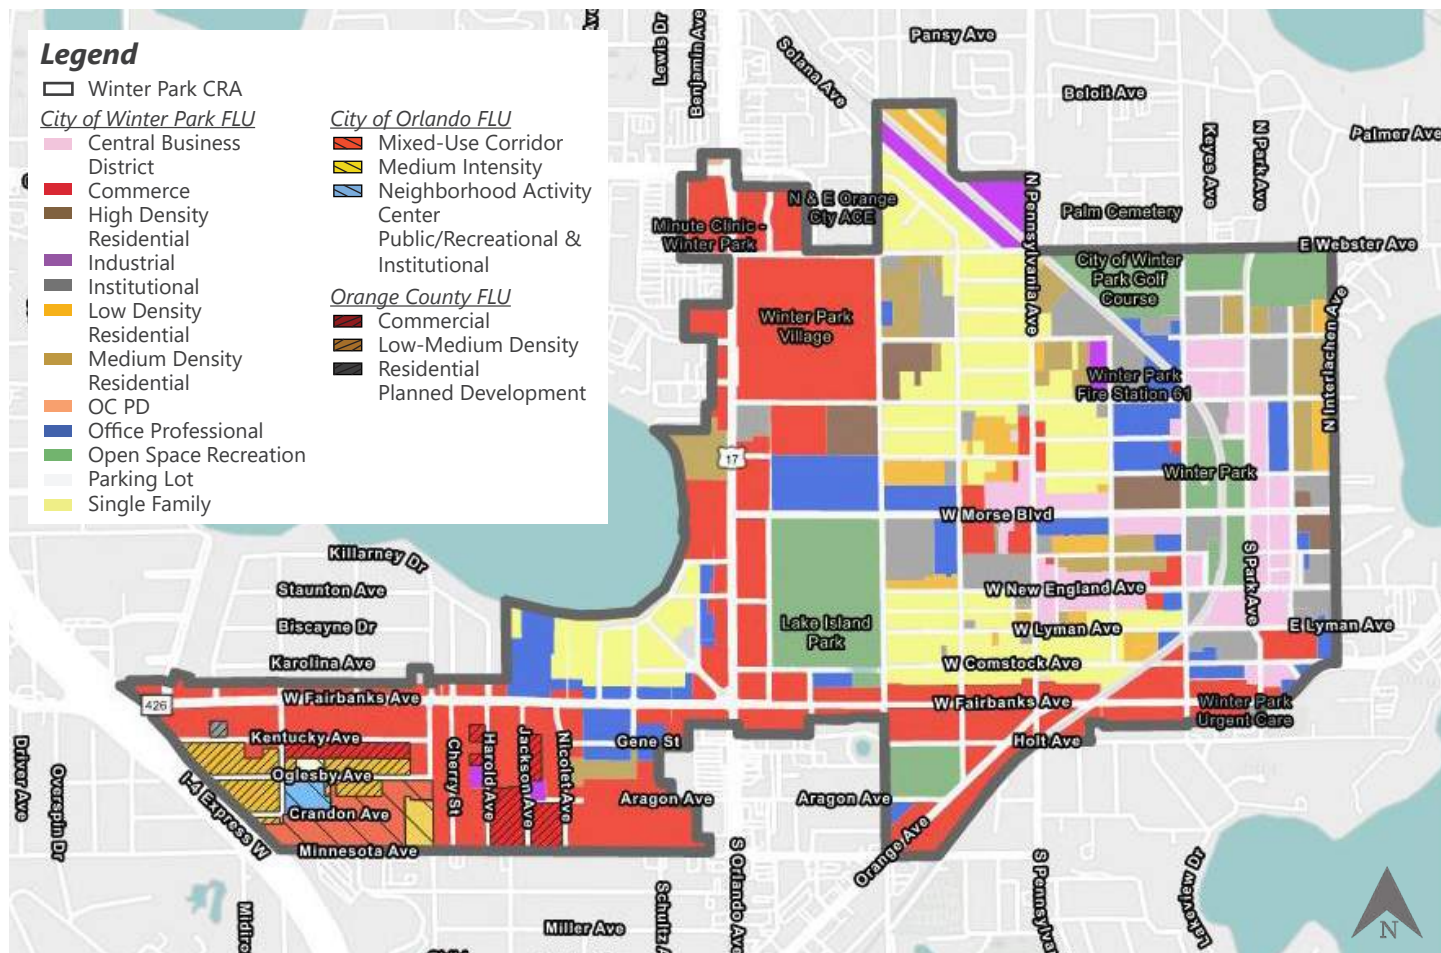 Legend
Winter Park CRA
City of Winter Park FLU
Central Business
District
Commerce
High Density
Residential
Industrial
Institutional
Low Density
Residential
Medium Density
Residential
OC PD
Office Professional
Open Space Recreation
Parking Lot
Single Family
City of Orlando FLU
Mixed-Use Corridor
Medium Intensity
Neighborhood Activity
Center
Public/Recreational &
Institutional
Orange County FLU
Commercial
Low-Medium Density
Residential
Planned Development
Lewis Dr
Benjamin Ave
Solana Ave
Pansy Ave
Beloit Ave
Keyes Ave
N Park Ave
Palmer Ave
N & E Orange
Cty ACE
Minute Clinic -
Winter Park
N Pennsylvania Ave
Palm Cemetery
E Webster Ave
City of Winter
Park Golf
Course
Winter Park
Village
N Interlachen Ave
Winter Park
Fire Station 61
17
Winter Park
W Morse Blvd
Killarney Dr
Staunton Ave
Biscayne Dr
Karolina Ave
W New England Ave
S Park Ave
Lake Island
Park
W Lyman Ave
E Lyman Ave
W Comstock Ave
W Fairbanks Ave
W Fairbanks Ave
426
Winter Park
Urgent Care
Kentucky Ave
Gene St
Holt Ave
Cherry St
Harold Ave
Jackson Ave
Nicolet Ave
Oglesby Ave
Crandon Ave
Aragon Ave
Aragon Ave
Driver Ave
Overspin Dr
I-4 Express W
Minnesota Ave
Orange Ave
S Orlando Ave
Schultz A
S Pennsylva
Lakeview Dr
Miller Ave
N